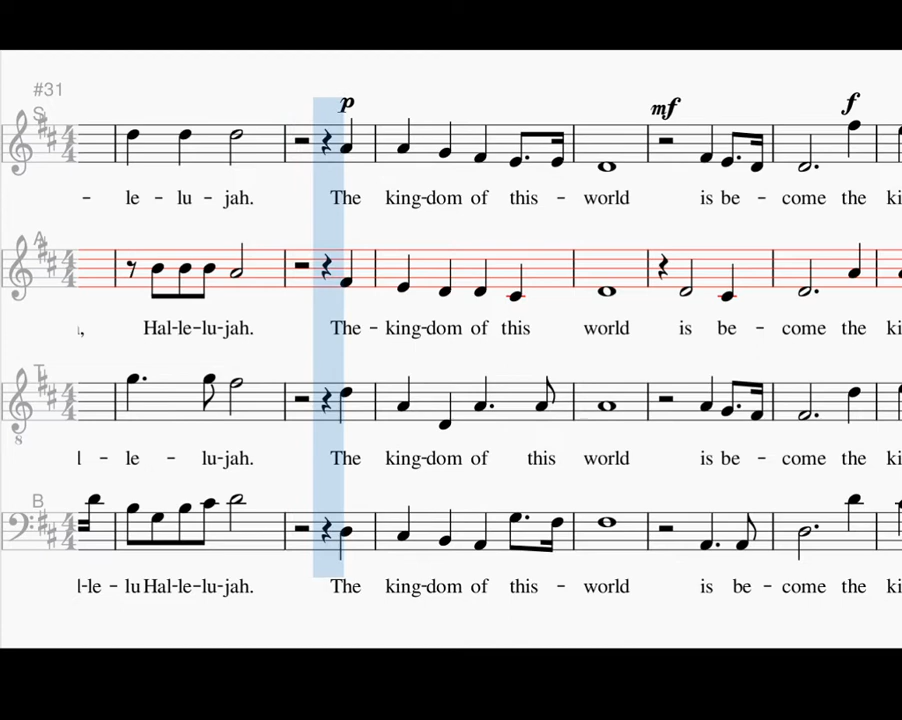 #31
p mf f
S
- le - lu - jah. The king-dom of this - world is be - come the ki
A
, Hal-le-lu-jah. The - king-dom of this world is be - come the ki
T
8
l - le - lu-jah. The king-dom of this world is be - come the ki
B
l-le - lu Hal-le-lu-jah. The king-dom of this - world is be - come the ki